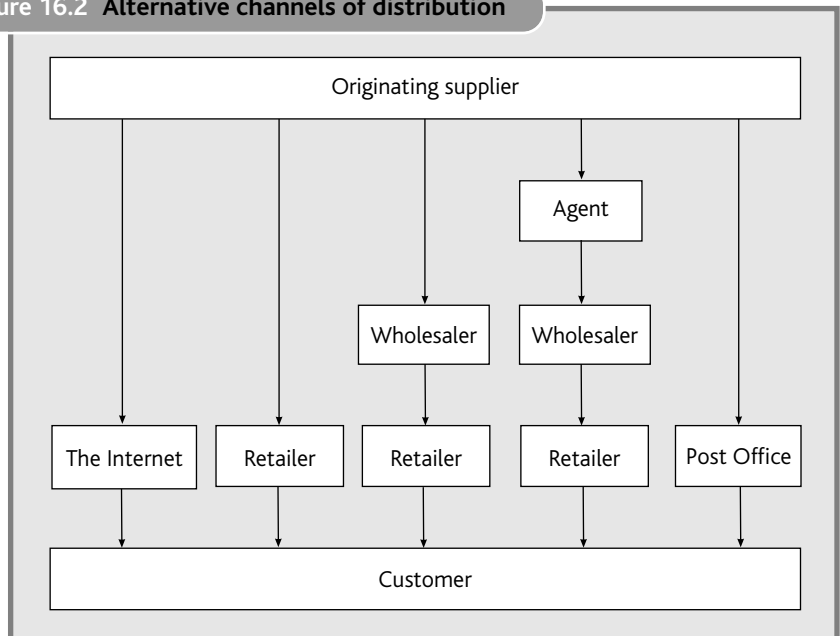 ure 16.2 Alternative channels of distribution
Originating supplier
Agent
Wholesaler
Wholesaler
The Internet
Retailer
Retailer
Retailer
Post Office
Customer